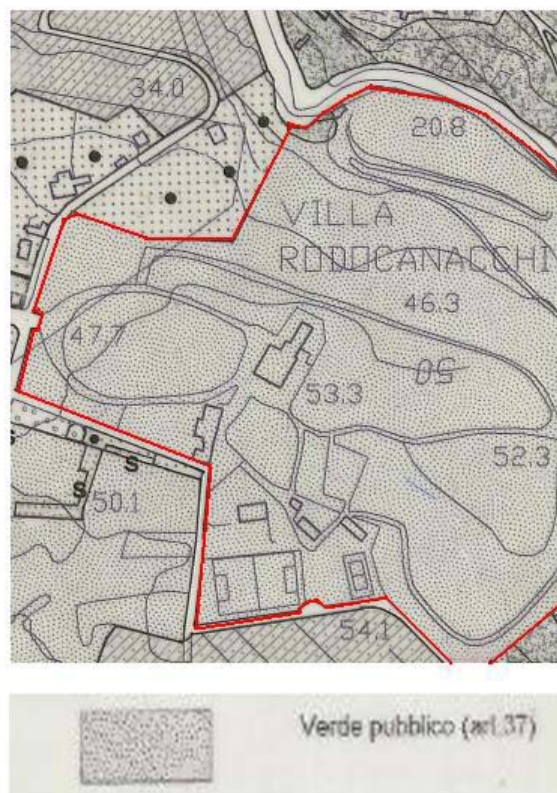 34.0
20.8
VILLA
RODOCANACCHI
46.3
47.7
50
53.3
52.3
S
S
50.1
54.1
Verde pubblico (art.37)